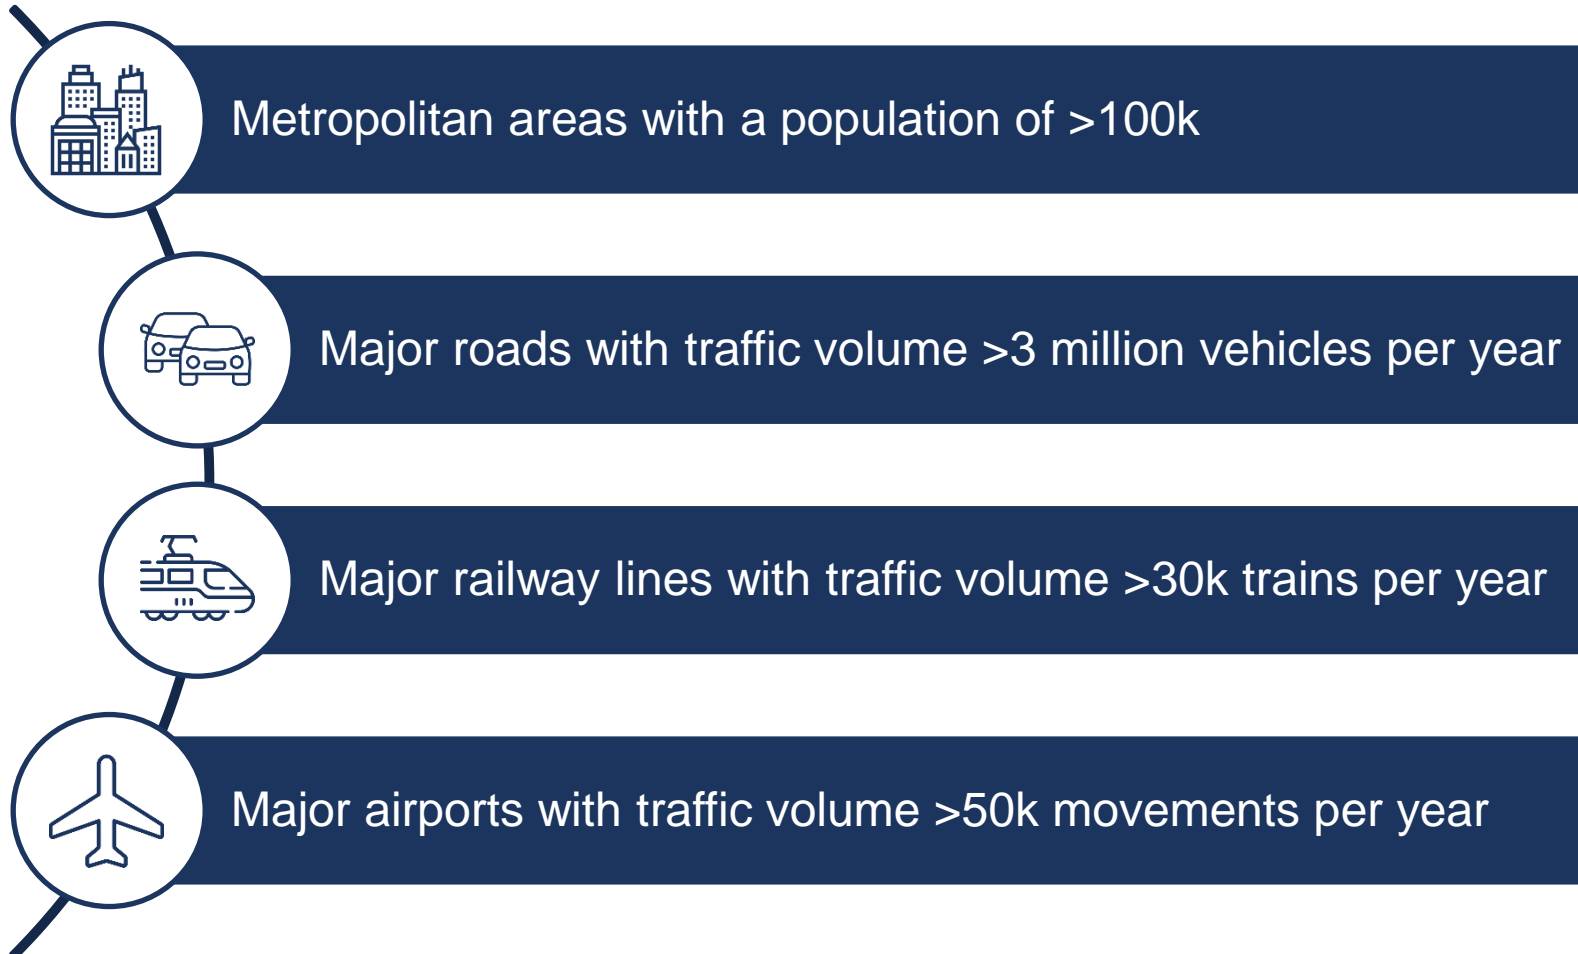 Metropolitan areas with a population of >100k
Major roads with traffic volume >3 million vehicles per year
Major railway lines with traffic volume >30k trains per year
Major airports with traffic volume >50k movements per year